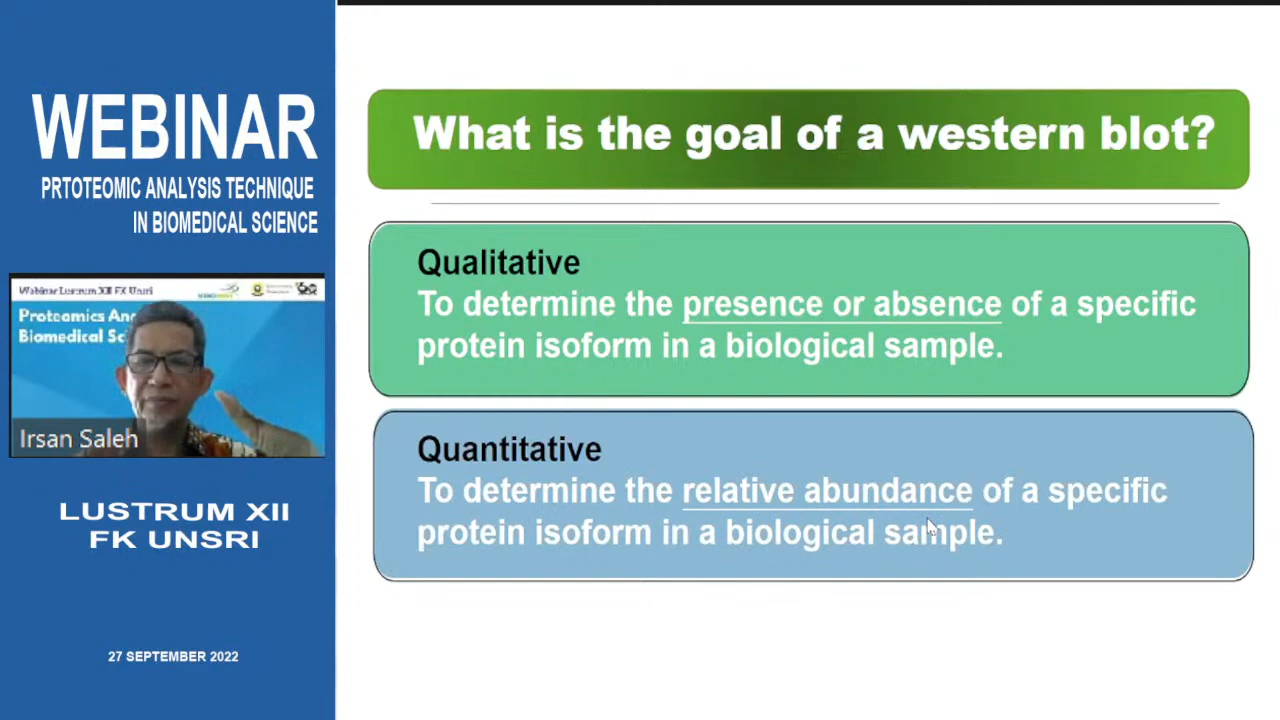 WEBINAR
PRTOTEOMIC ANALYSIS TECHNIQUE
IN BIOMEDICAL SCIENCE
Webinar Lustrum XII FK Unsri
Proteomics
Biomedical
Irsan Saleh
LUSTRUM XII
FK UNSRI
27 SEPTEMBER 2022
What is the goal of a western blot?
Qualitative
To determine the presence or absence of a specific
protein isoform in a biological sample.
Quantitative
To determine the relative abundance of a specific
protein isoform in a biological sample.